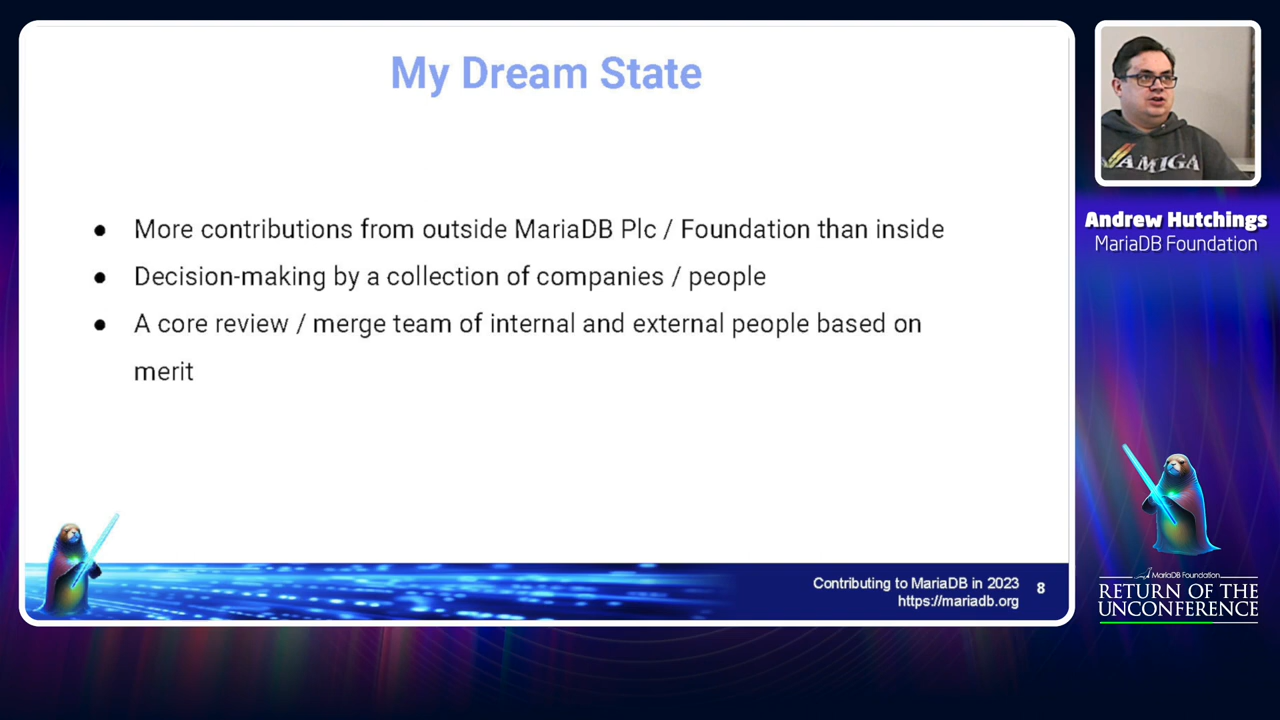 My Dream State
● More contributions from outside MariaDB Plc / Foundation than inside
● Decision-making by a collection of companies / people
● A core review / merge team of internal and external people based on
merit
Contributing to MariaDB in 2023
https://mariadb.org
8
AMIGA
Andrew Hutchings
MariaDB Foundation
MariaDB Foundation
RETURN OF THE
UNCONFERENCE